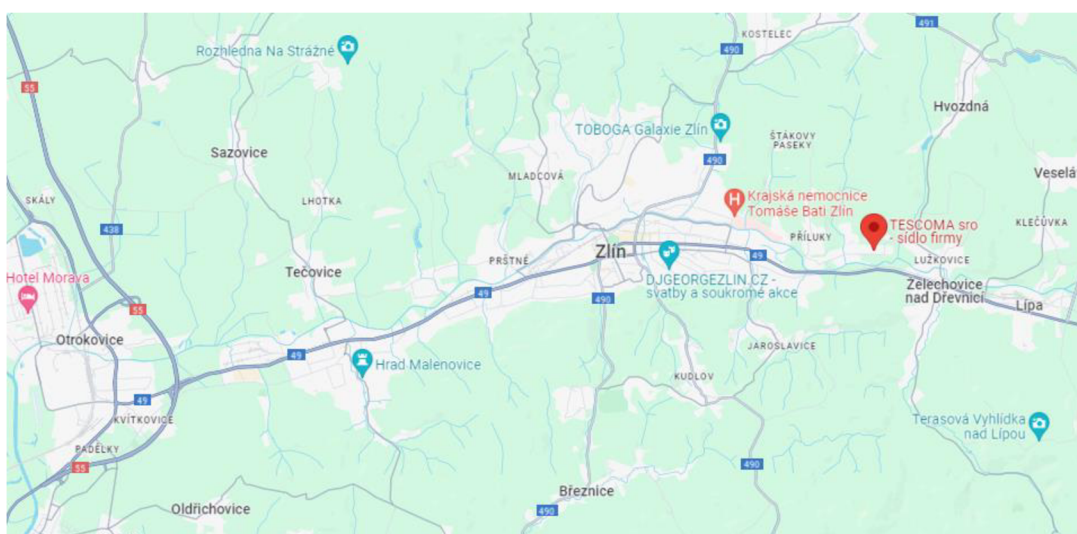 491
490
KOSTELEC
Rozhledna Na Strážné
55
Hvozdná
TOBOGA Galaxie Zlín
ŠTÁKOVY
PASEKY
Sazovice
490
MLADCOVÁ
Veselá
SKÁLY
LHOTKA
Krajská nemocnice
Tomáše Bati Zlín
438
TESCOMA sro
- sídlo firmy
KLEČŮVKA
PŘÍLUKY
Zlín
49
PRŠTNÉ
LUŽKOVICE
Hotel Morava
Tečovice
DJGEORGEZLIN.CZ -
svatby a soukromé akce
Želechovice
nad Dřevnicí
49
490
Lípa
55
Otrokovice
JAROSLAVICE
49
Hrad Malenovice
KUDLOV
49
KVÍTKOVICE
Terasová Vyhlídka
nad Lípou
PADĚLKY
55
490
Březnice
Oldřichovice
490